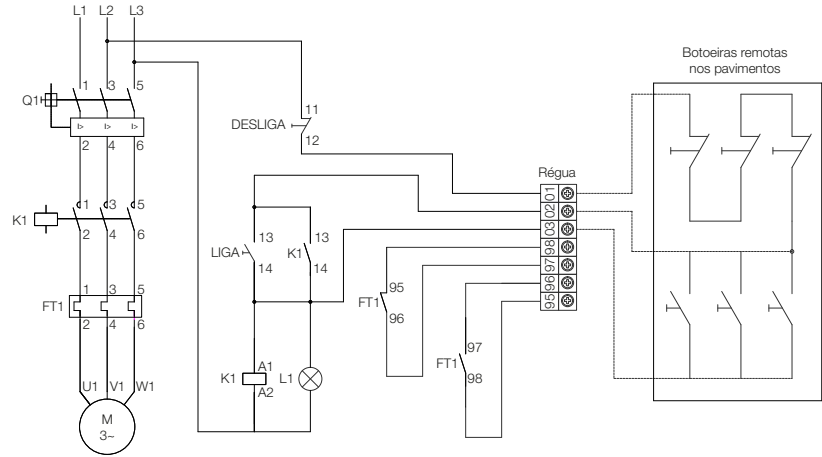 L1 L2 L3
Botoeiras remotas
nos pavimentos
1 3 5
Q1
I> I> I>
2 4 6
11
DESLIGA
12
Régua
01
02
03
98
97
96
95
K1
1 3 5
2 4 6
LIGA
13
14
K1
13
14
FT1
95
96
FT1
1 3 5
2 4 6
FT1
97
98
K1
A1
A2
L1
U1 V1 W1
M
3~